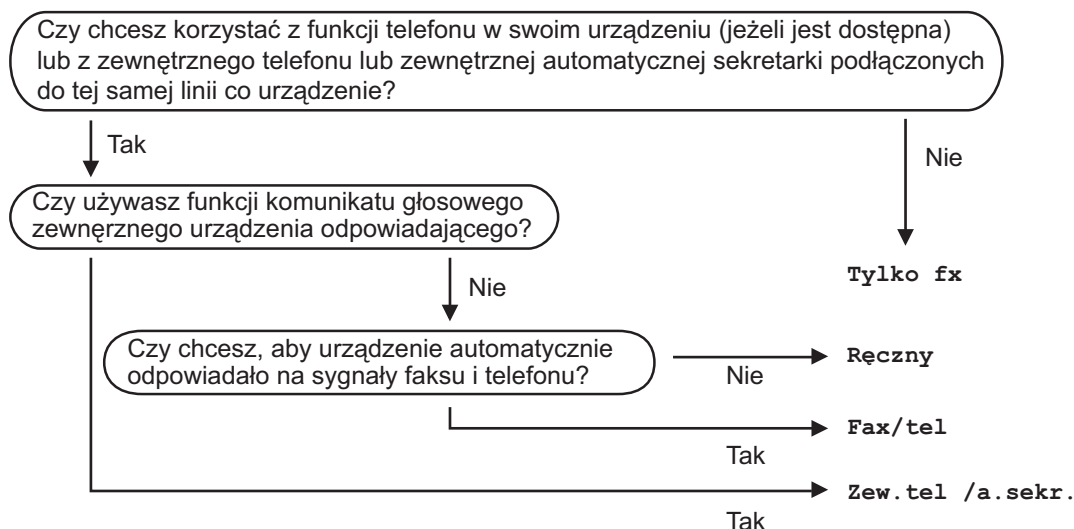 Czy chcesz korzystać z funkcji telefonu w swoim urządzeniu (jeżeli jest dostępna)
lub z zewnętrznego telefonu lub zewnętrznej automatycznej sekretarki podłączonych
do tej samej linii co urządzenie?
Tak
Nie
Czy używasz funkcji komunikatu głosowego
zewnęrznego urządzenia odpowiadającego?
Tylko fx
Nie
Czy chcesz, aby urządzenie automatycznie
odpowiadało na sygnały faksu i telefonu?
Nie
Ręczny
Fax/tel
Tak
Zew.tel /a.sekr.
Tak